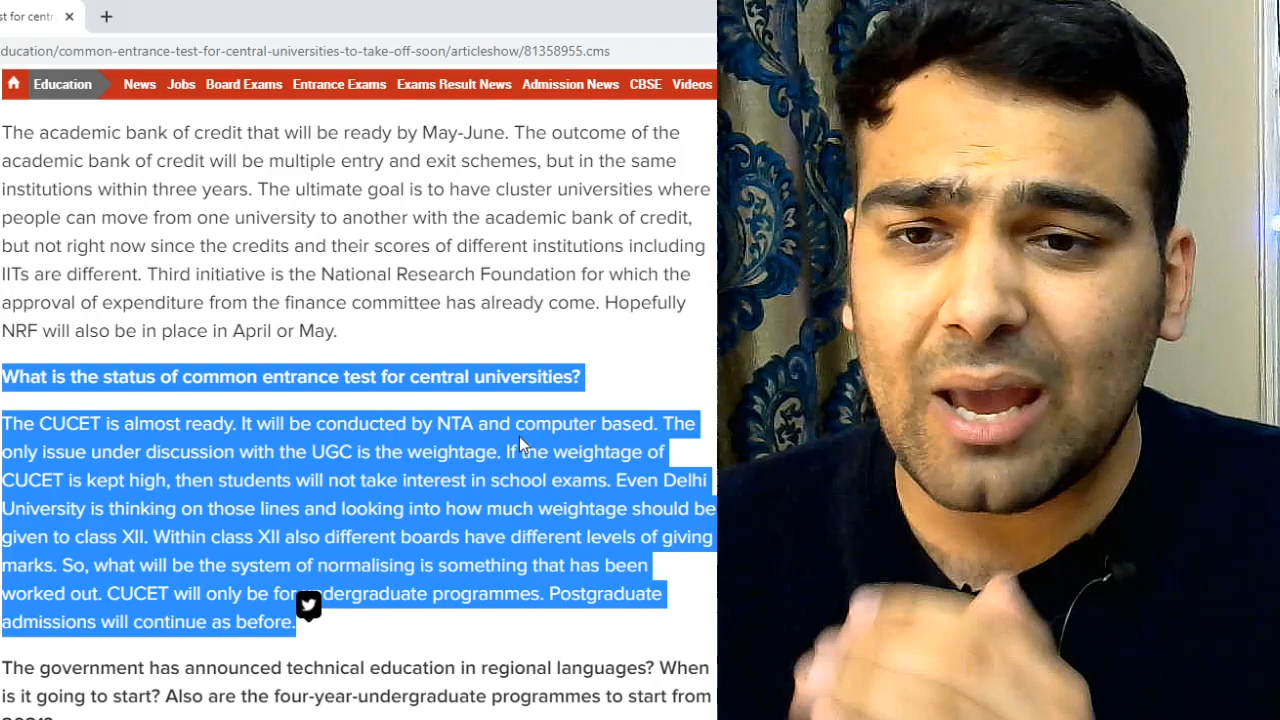 st for centr
ducation/common-entrance-test-for-central-universities-to-take-off-soon/articleshow/81358955.cms
Education News Jobs Board Exams Entrance Exams Exams Result News Admission News CBSE Videos
The academic bank of credit that will be ready by May-June. The outcome of the
academic bank of credit will be multiple entry and exit schemes, but in the same
institutions within three years. The ultimate goal is to have cluster universities where
people can move from one university to another with the academic bank of credit,
but not right now since the credits and their scores of different institutions including
IITs are different. Third initiative is the National Research Foundation for which the
approval of expenditure from the finance committee has already come. Hopefully
NRF will also be in place in April or May.
What is the status of common entrance test for central universities?
The CUCET is almost ready. It will be conducted by NTA and computer based. The
only issue under discussion with the UGC is the weightage. If the weightage of
CUCET is kept high, then students will not take interest in school exams. Even Delhi
University is thinking on those lines and looking into how much weightage should be
given to class XII. Within class XII also different boards have different levels of giving
marks. So, what will be the system of normalising is something that has been
worked out. CUCET will only be for undergraduate programmes. Postgraduate
admissions will continue as before.
The government has announced technical education in regional languages? When
is it going to start? Also are the four-year-undergraduate programmes to start from